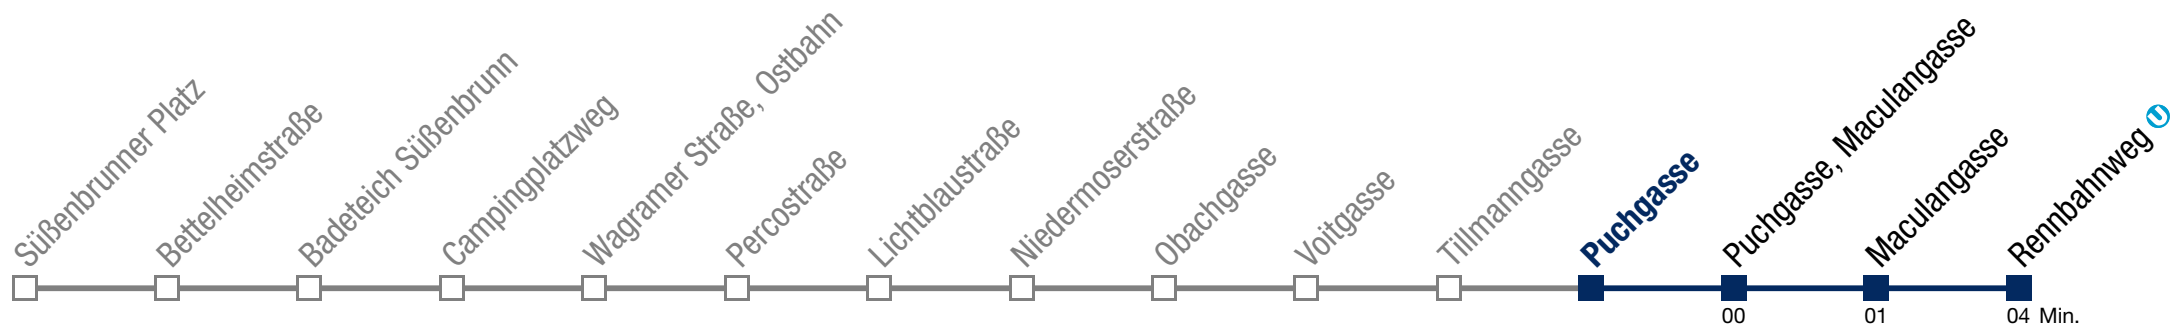 Süßenbrunner Platz
Bettelheimstraße
Badeteich Süßenbrunn
Campingplatzweg
Wagramer Straße, Ostbahn
Percostraße
Lichtblaustraße
Niedermoserstraße
Obachgasse
Voitgasse
Tillmanngasse
Puchgasse
Puchgasse, Maculangasse
Maculangasse
Rennbahnweg U
00 01 04 Min.